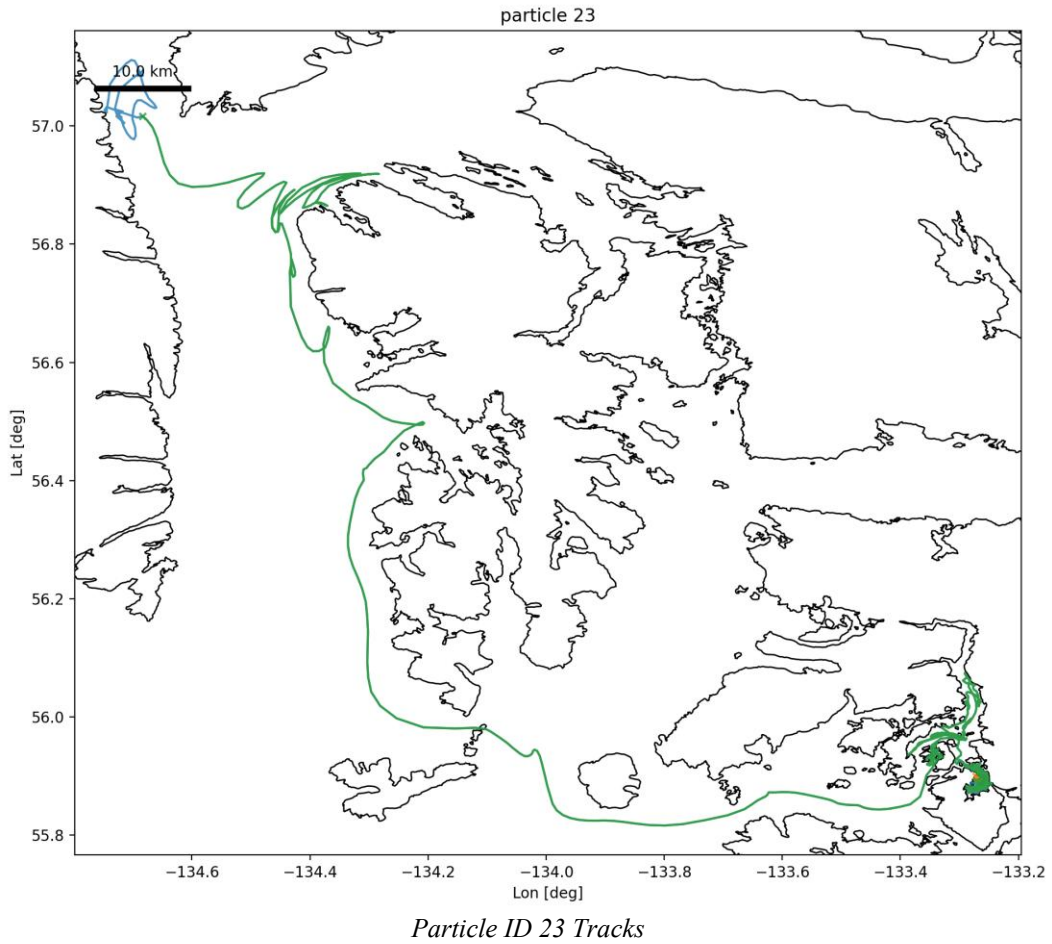 particle 23
10.0 km
57.0
56.8
56.6
56.4
56.2
56.0
55.8
Lat [deg]
−134.6 −134.4 −134.2 −134.0 −133.8 −133.6 −133.4 −133.2
Lon [deg]
Particle ID 23 Tracks